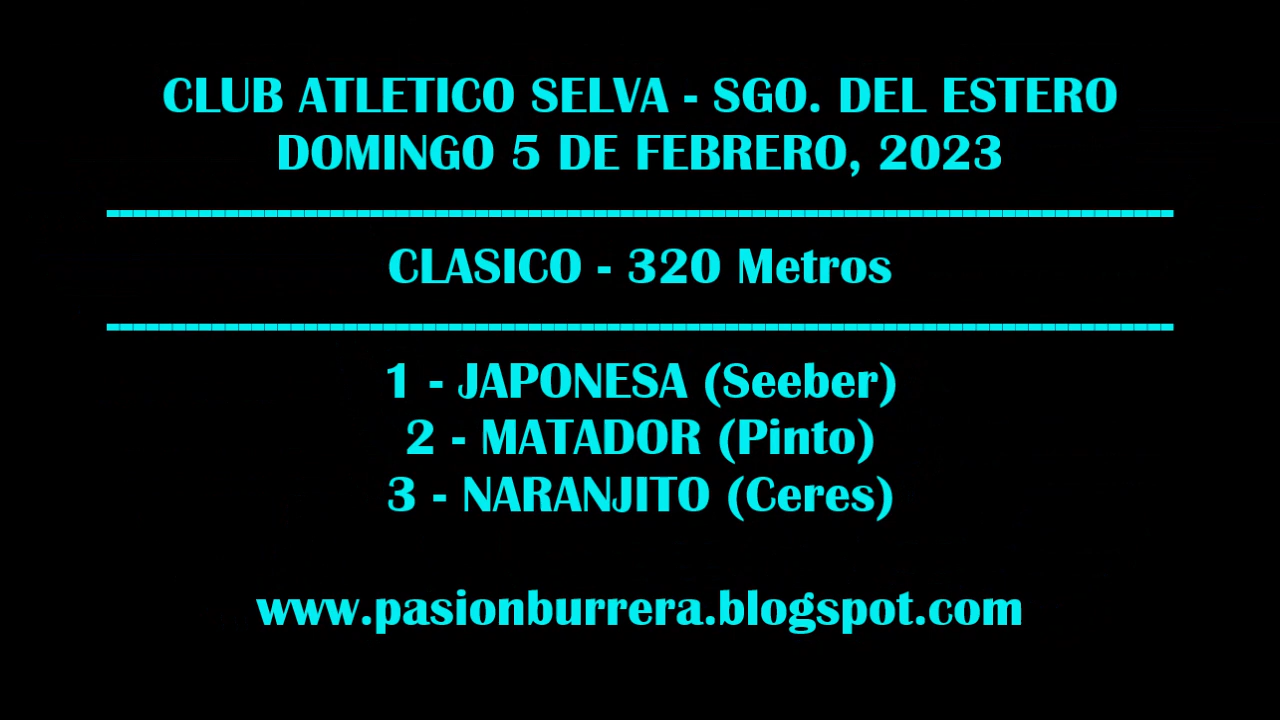 CLUB ATLETICO SELVA - SGO. DEL ESTERO
DOMINGO 5 DE FEBRERO, 2023
CLASICO - 320 Metros
1 - JAPONESA (Seeber)
2 - MATADOR (Pinto)
3 - NARANJITO (Ceres)
www.pasionburrera.blogspot.com